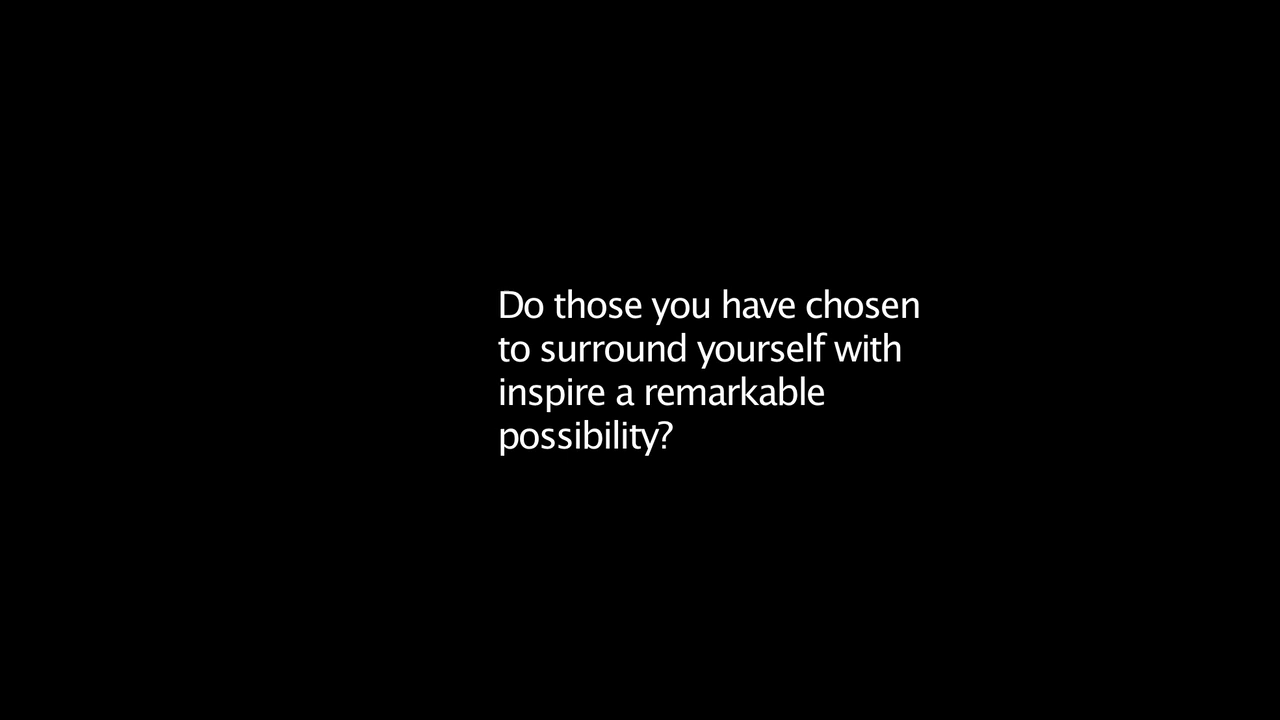 Do those you have chosen
to surround yourself with
inspire a remarkable
possibility?